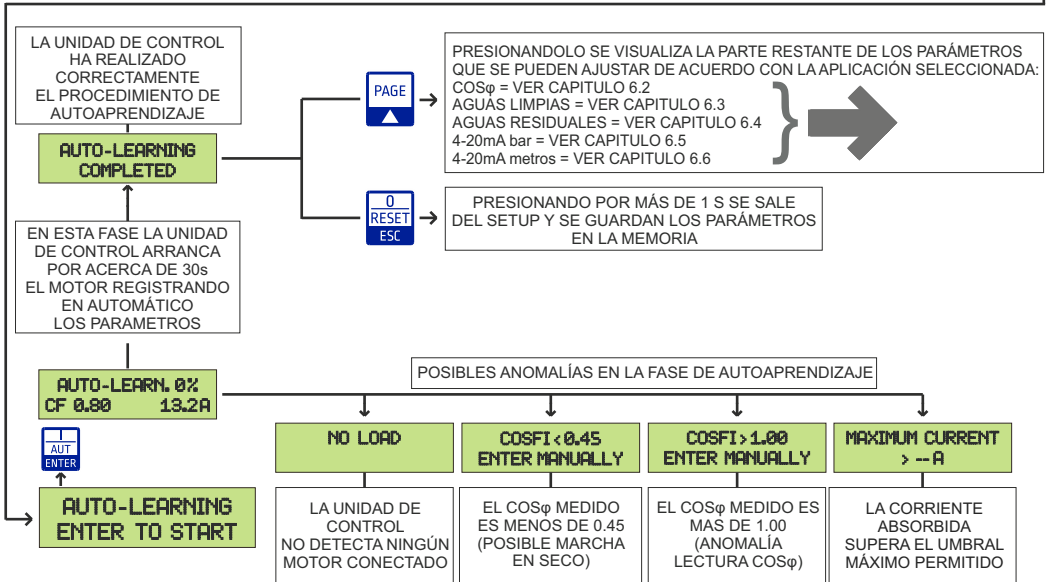 LA UNIDAD DE CONTROL
HA REALIZADO
CORRECTAMENTE
EL PROCEDIMIENTO DE
AUTOAPRENDIZAJE
AUTO-LEARNING
COMPLETED
PAGE
PRESIONANDOLO SE VISUALIZA LA PARTE RESTANTE DE LOS PARÁMETROS
QUE SE PUEDEN AJUSTAR DE ACUERDO CON LA APLICACIÓN SELECCIONADA:
COSφ = VER CAPITULO 6.2
AGUAS LIMPIAS = VER CAPITULO 6.3
AGUAS RESIDUALES = VER CAPITULO 6.4
4-20mA bar = VER CAPITULO 6.5
4-20mA metros = VER CAPITULO 6.6
0
RESET
ESC
PRESIONANDO POR MÁS DE 1 S SE SALE
DEL SETUP Y SE GUARDAN LOS PARÁMETROS
EN LA MEMORIA
EN ESTA FASE LA UNIDAD
DE CONTROL ARRANCA
POR ACERCA DE 30s
EL MOTOR REGISTRANDO
EN AUTOMÁTICO
LOS PARAMETROS
AUTO-LEARN. 0%
CF 0.80 13.2A
POSIBLES ANOMALÍAS EN LA FASE DE AUTOAPRENDIZAJE
I
AUT
ENTER
AUTO-LEARNING
ENTER TO START
NO LOAD
LA UNIDAD DE
CONTROL
NO DETECTA NINGÚN
MOTOR CONECTADO
COSFI<0.45
ENTER MANUALLY
EL COSφ MEDIDO
ES MENOS DE 0.45
(POSIBLE MARCHA
EN SECO)
COSFI>1.00
ENTER MANUALLY
EL COSφ MEDIDO ES
MAS DE 1.00
(ANOMALÍA
LECTURA COSφ)
MAXIMUM CURRENT
> -- A
LA CORRIENTE
ABSORBIDA
SUPERA EL UMBRAL
MÁXIMO PERMITIDO